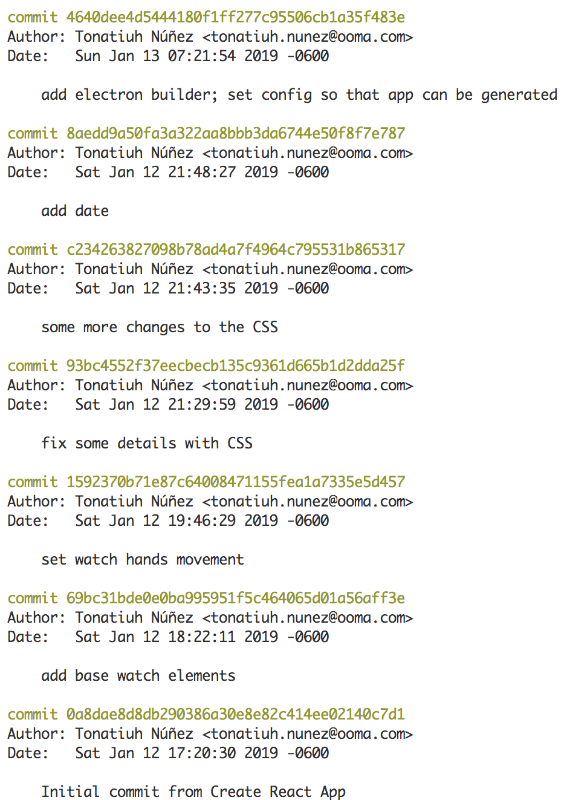 commit 4640dee4d5444180f1ff277c95506cb1a35f483e
Author: Tonatiuh Núñez <tonatiuh.nunez@ooma.com>
Date:   Sun Jan 13 07:21:54 2019 -0600
add electron builder; set config so that app can be generated
commit 8aedd9a50fa3a322aa8bbb3da6744e50f8f7e787
Author: Tonatiuh Núñez <tonatiuh.nunez@ooma.com>
Date:   Sat Jan 12 21:48:27 2019 -0600
add date
commit c234263827098b78ad4a7f4964c795531b865317
Author: Tonatiuh Núñez <tonatiuh.nunez@ooma.com>
Date:   Sat Jan 12 21:43:35 2019 -0600
some more changes to the CSS
commit 93bc4552f37eecbecb135c9361d665b1d2dda25f
Author: Tonatiuh Núñez <tonatiuh.nunez@ooma.com>
Date:   Sat Jan 12 21:29:59 2019 -0600
fix some details with CSS
commit 1592370b71e87c64008471155fea1a7335e5d457
Author: Tonatiuh Núñez <tonatiuh.nunez@ooma.com>
Date:   Sat Jan 12 19:46:29 2019 -0600
set watch hands movement
commit 69bc31bde0e0ba995951f5c464065d01a56aff3e
Author: Tonatiuh Núñez <tonatiuh.nunez@ooma.com>
Date:   Sat Jan 12 18:22:11 2019 -0600
add base watch elements
commit 0a8dae8d8db290386a30e8e82c414ee02140c7d1
Author: Tonatiuh Núñez <tonatiuh.nunez@ooma.com>
Date:   Sat Jan 12 17:20:30 2019 -0600
Initial commit from Create React App